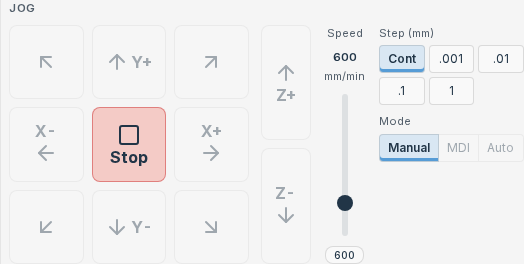 JOG
Y+
Z+
X-
Stop
X+
Z-
Y-
Speed
600
mm/min
600
Step (mm)
Cont .001 .01
.1 1
Mode
Manual MDI Auto